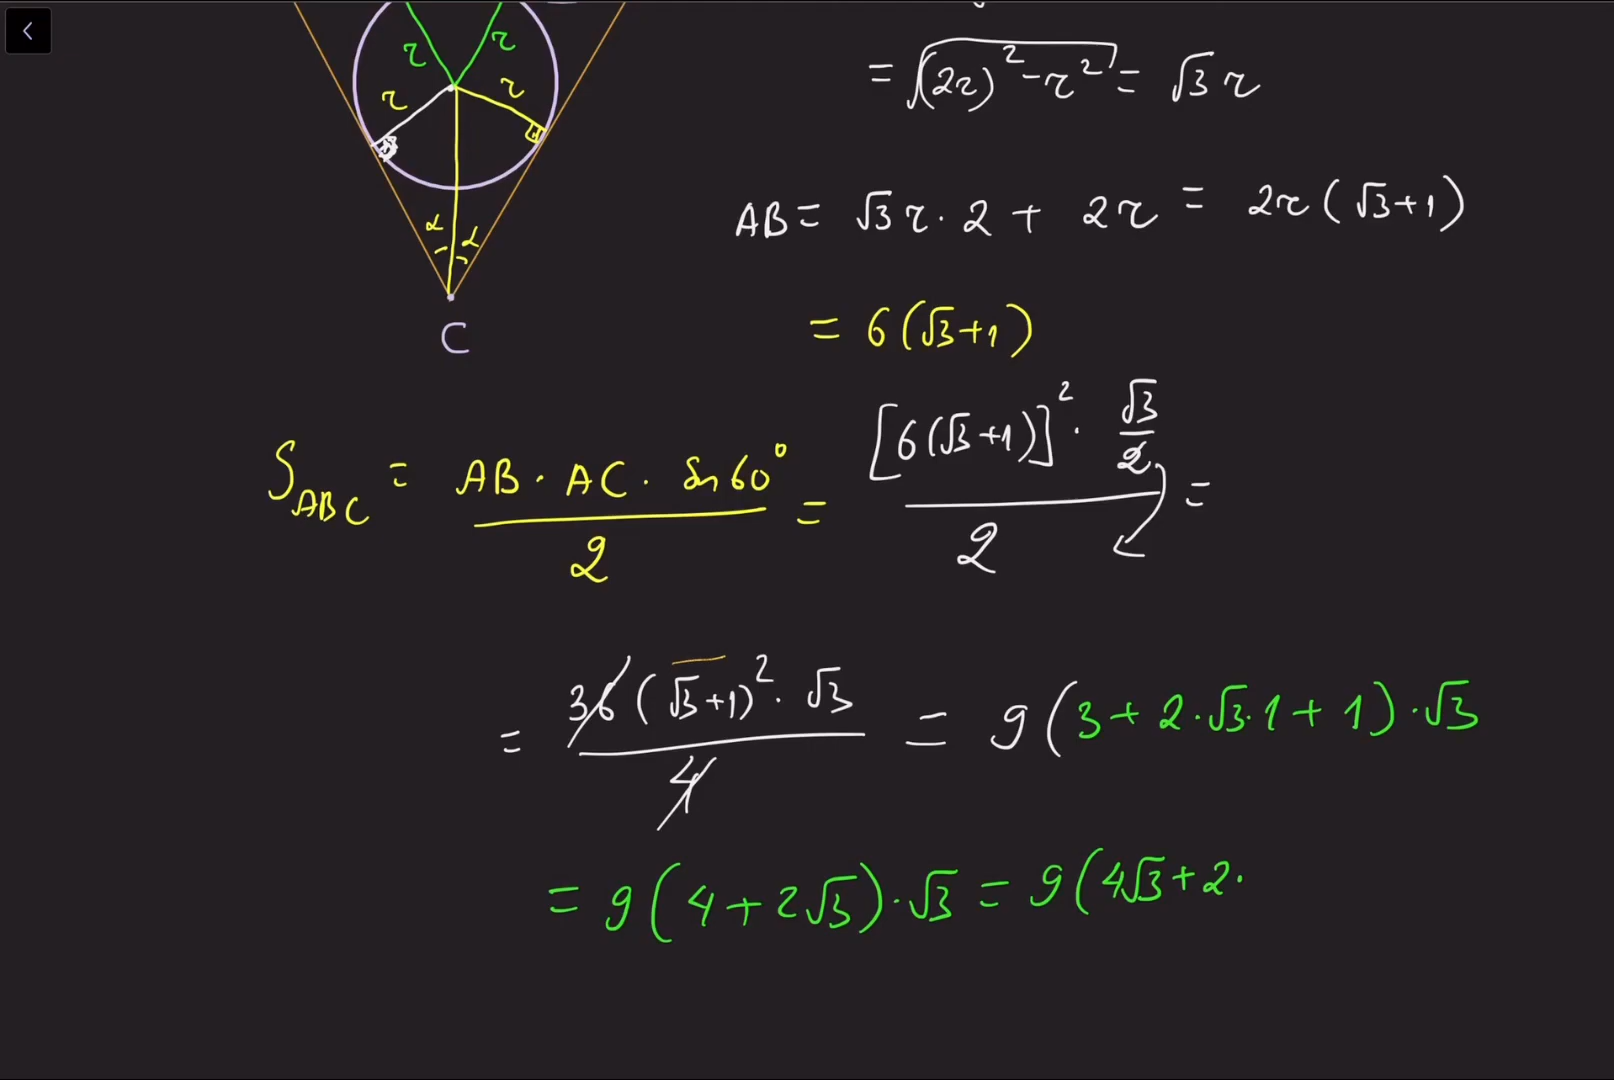 r r
r r
= √(2r)² - r² = √3 r
α α
AB = √3 r · 2 + 2r = 2r (√3+1)
C
= 6(√3+1)
S_ABC = AB · AC · Sin 60° / 2 = [6(√3+1)]² · √3/2 / 2 =
= 36 (√3+1)² · √3 / 4 = 9(3 + 2·√3·1 + 1)·√3
= 9(4+2√3)·√3 = 9(4√3+2·